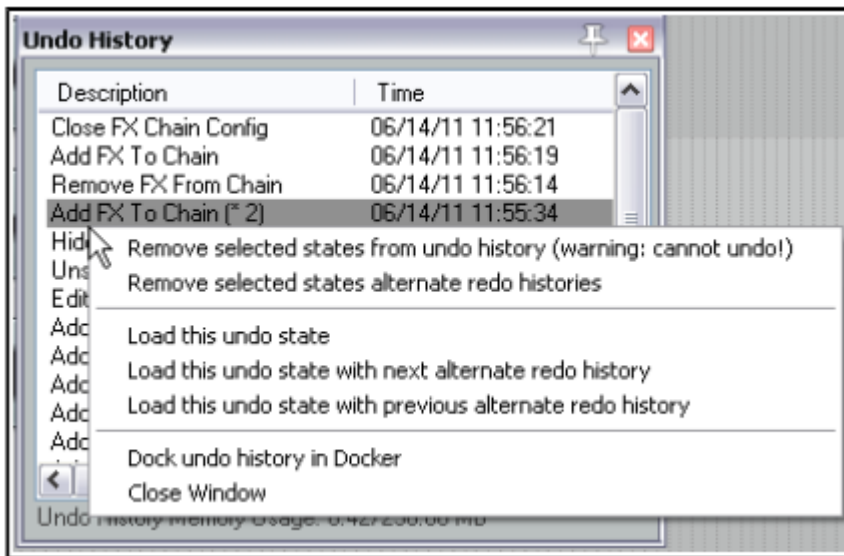 Undo History
Description Time
Close FX Chain Config 06/14/11 11:56:21
Add FX To Chain 06/14/11 11:56:19
Remove FX From Chain 06/14/11 11:56:14
Add FX To Chain (* 2) 06/14/11 11:55:34
Remove selected states from undo history (warning: cannot undo!)
Remove selected states alternate redo histories
Load this undo state
Load this undo state with next alternate redo history
Load this undo state with previous alternate redo history
Dock undo history in Docker
Close Window